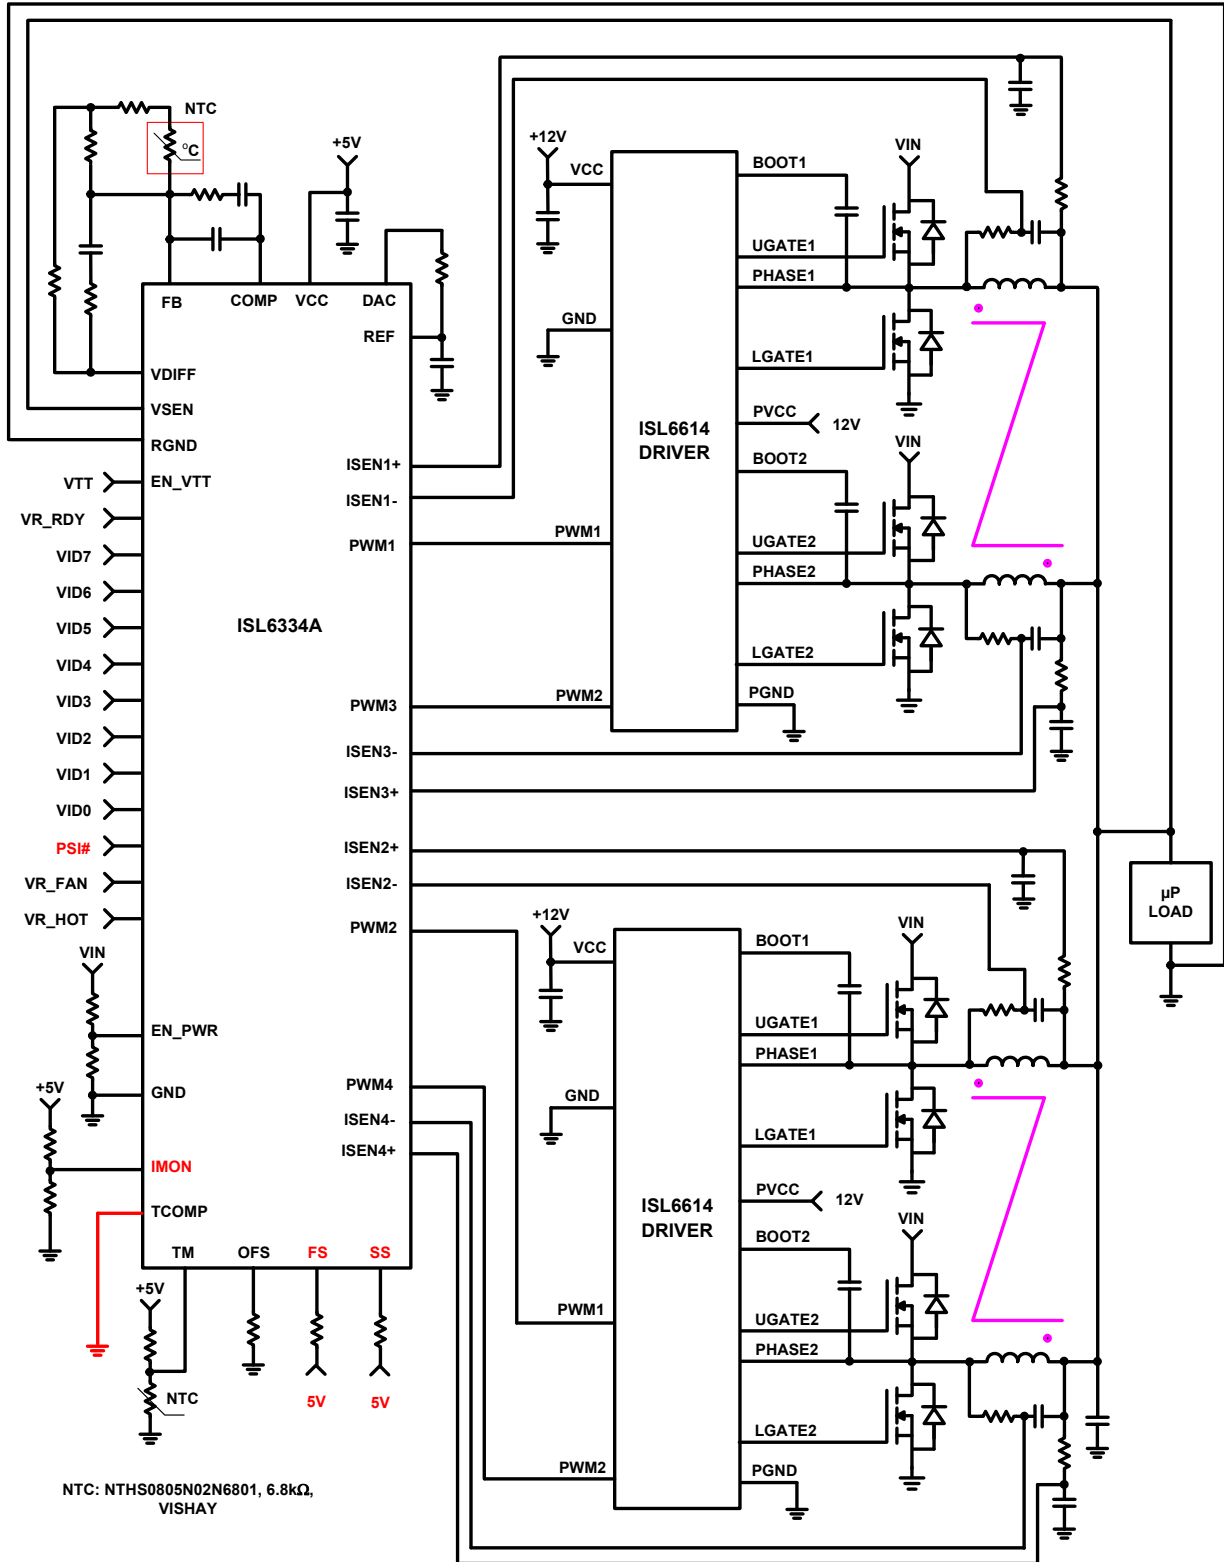 NTC
°C
+5V
FB
COMP
VCC
DAC
REF
VDIFF
VSEN
RGND
VTT
EN_VTT
VR_RDY
VID7
VID6
VID5
VID4
VID3
VID2
VID1
VID0
PSI#
VR_FAN
VR_HOT
VIN
EN_PWR
GND
+5V
IMON
TCOMP
TM
OFS
FS
SS
+5V
NTC
5V
5V
ISL6334A
ISEN1+
ISEN1-
PWM1
PWM3
ISEN3-
ISEN3+
ISEN2+
ISEN2-
PWM2
PWM4
ISEN4-
ISEN4+
+12V
VCC
GND
PWM1
PWM2
ISL6614
DRIVER
BOOT1
UGATE1
PHASE1
LGATE1
PVCC
12V
BOOT2
UGATE2
PHASE2
LGATE2
PGND
VIN
VIN
+12V
VCC
GND
PWM1
PWM2
ISL6614
DRIVER
BOOT1
UGATE1
PHASE1
LGATE1
PVCC
12V
BOOT2
UGATE2
PHASE2
LGATE2
PGND
VIN
VIN
µP
LOAD
NTC: NTHS0805N02N6801, 6.8kΩ,
VISHAY